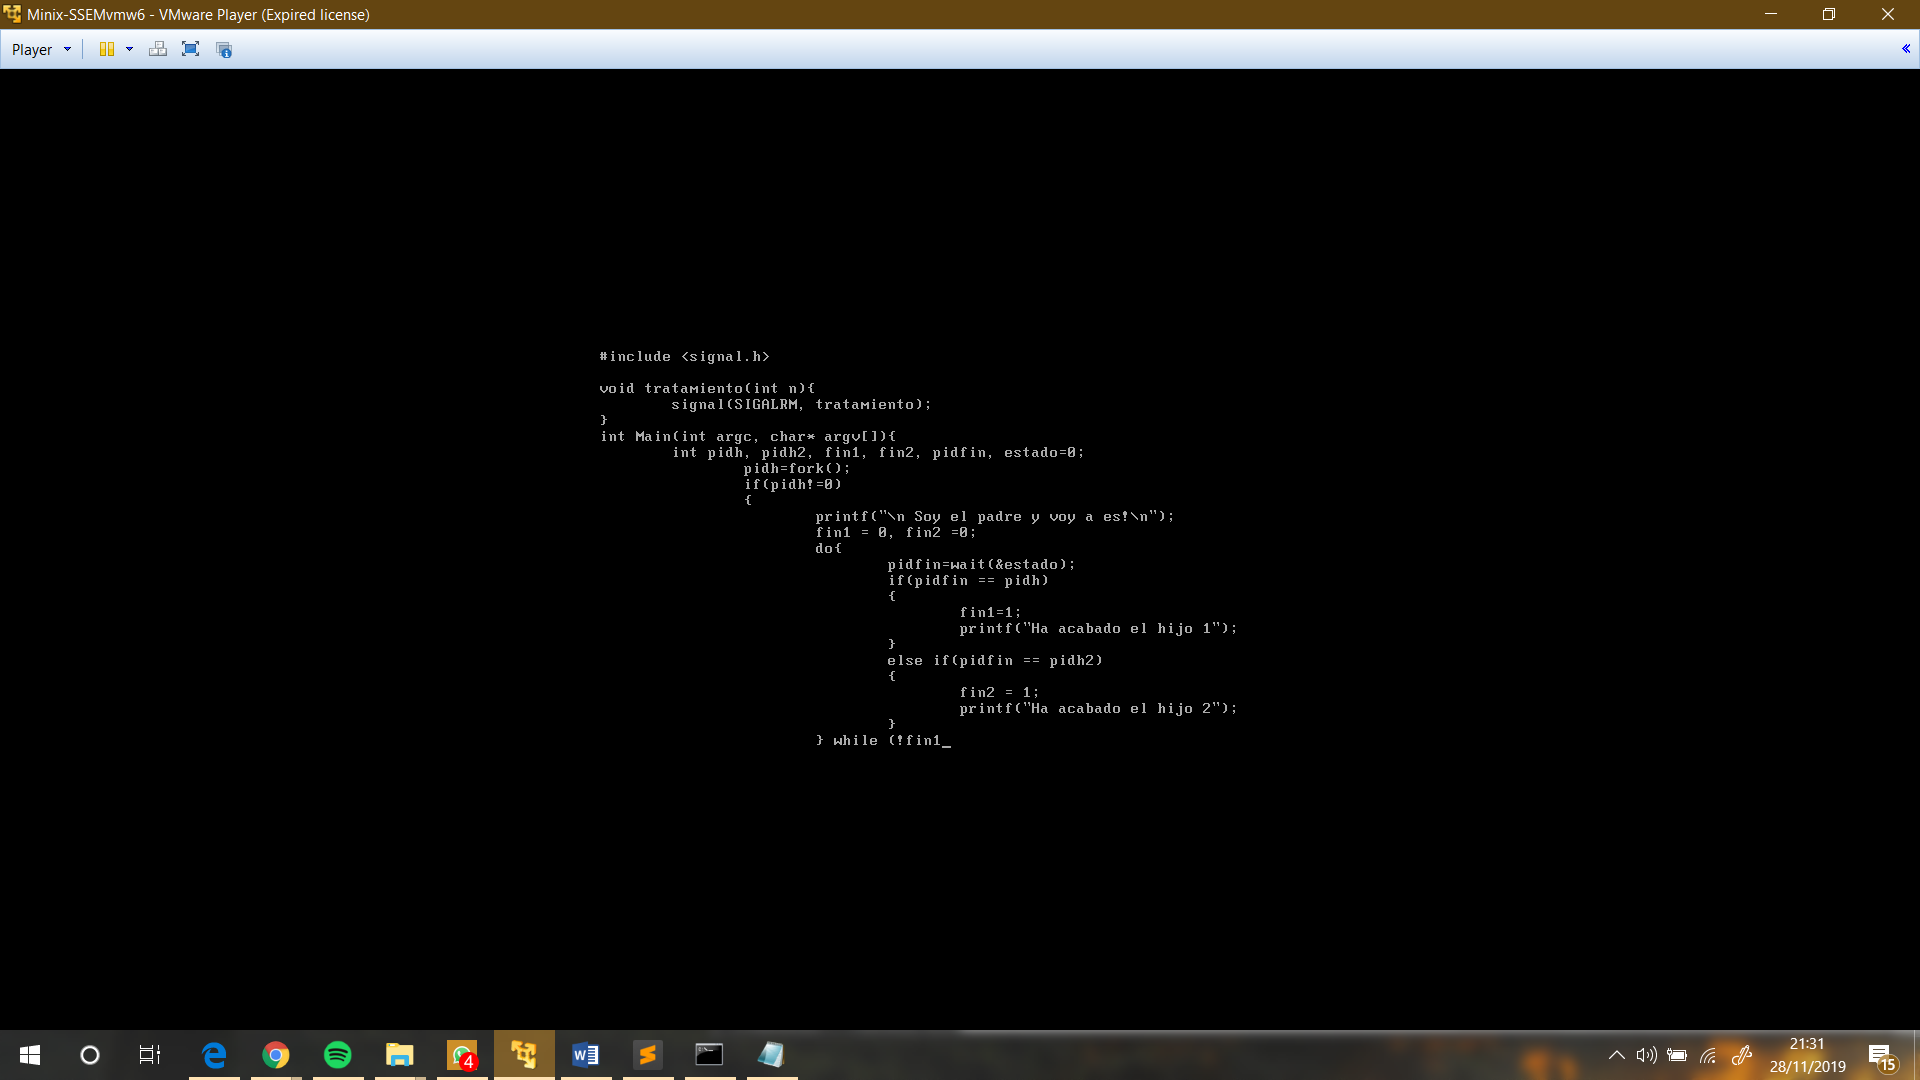 Minix-SSEMvmw6 - VMware Player (Expired license)
Player
#include <signal.h>
void tratamiento(int n){
signal(SIGALRM, tratamiento);
}
int Main(int argc, char* argv[]){
int pidh, pidh2, fin1, fin2, pidfin, estado=0;
pidh=fork();
if(pidh!=0)
{
printf("\n Soy el padre y voy a es!\n");
fin1 = 0, fin2 =0;
do{
pidfin=wait(&estado);
if(pidfin == pidh)
{
fin1=1;
printf("Ha acabado el hijo 1");
}
else if(pidfin == pidh2)
{
fin2 = 1;
printf("Ha acabado el hijo 2");
}
} while (!fin1_
4
21:31
28/11/2019
15